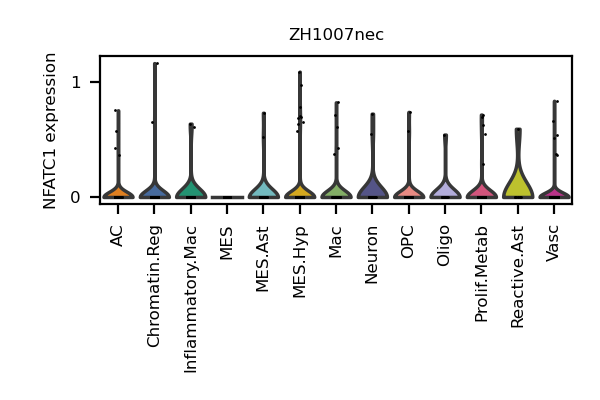 ZH1007nec
NFATC1 expression
1
0
AC
Chromatin.Reg
Inflammatory.Mac
MES
MES.Ast
MES.Hyp
Mac
Neuron
OPC
Oligo
Prolif.Metab
Reactive.Ast
Vasc